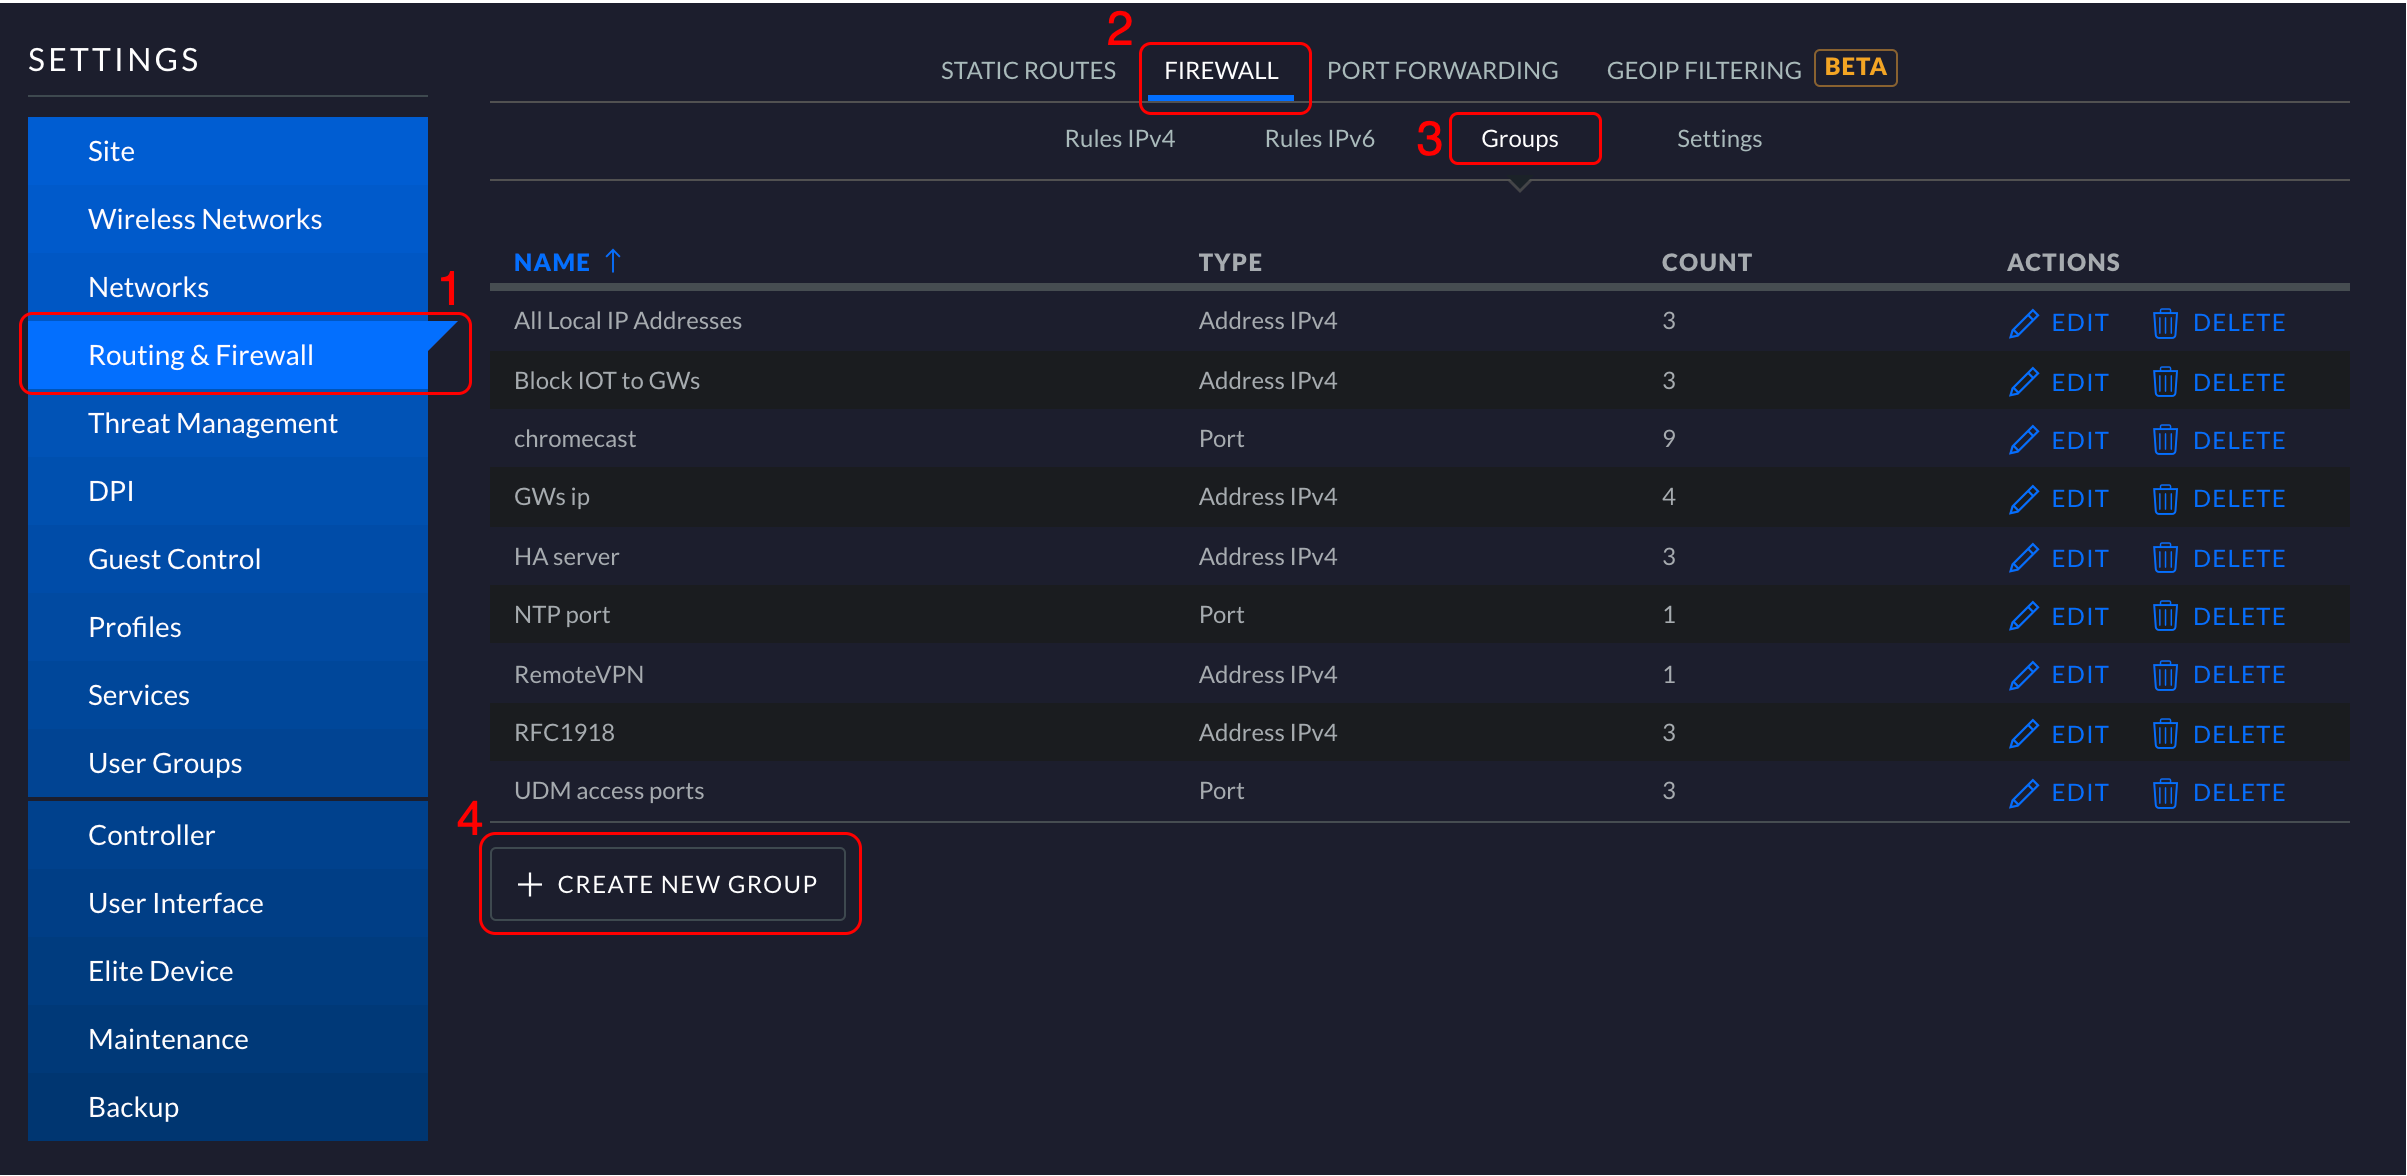 SETTINGS
Site
Wireless Networks
Networks
1
Routing & Firewall
Threat Management
DPI
Guest Control
Profiles
Services
User Groups
Controller
User Interface
Elite Device
Maintenance
Backup
2
STATIC ROUTES FIREWALL PORT FORWARDING GEOIP FILTERING BETA
Rules IPv4 Rules IPv6 3 Groups Settings
NAME ↑ TYPE COUNT ACTIONS
All Local IP Addresses Address IPv4 3 EDIT DELETE
Block IOT to GWs Address IPv4 3 EDIT DELETE
chromecast Port 9 EDIT DELETE
GWs ip Address IPv4 4 EDIT DELETE
HA server Address IPv4 3 EDIT DELETE
NTP port Port 1 EDIT DELETE
RemoteVPN Address IPv4 1 EDIT DELETE
RFC1918 Address IPv4 3 EDIT DELETE
UDM access ports Port 3 EDIT DELETE
4
+ CREATE NEW GROUP